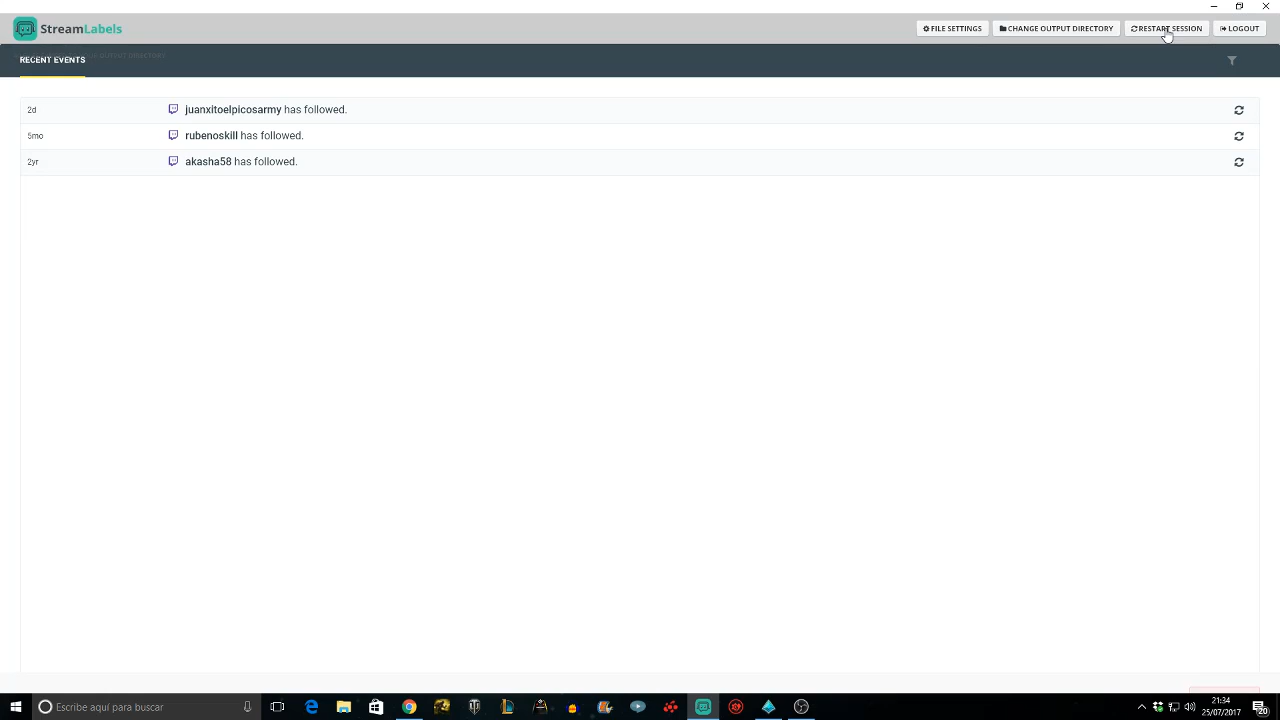 StreamLabels
FILE SETTINGS
CHANGE OUTPUT DIRECTORY
RESTART SESSION
LOGOUT
RECENT EVENTS
2d juanxitoelpicosarmy has followed.
5mo rubenoskill has followed.
2yr akasha58 has followed.
Escribe aquí para buscar
21:34
25/07/2017
20